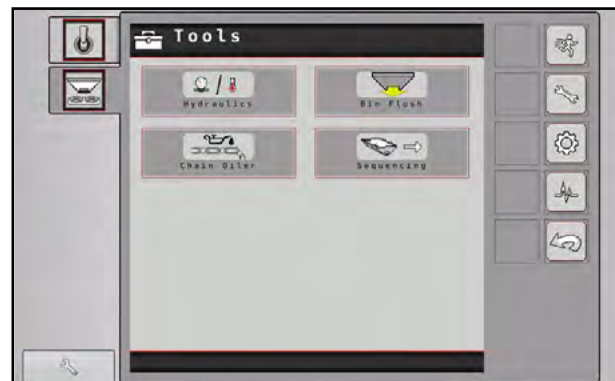 Tools
Hydraulics
Bin Flush
Chain Oiler
Sequencing